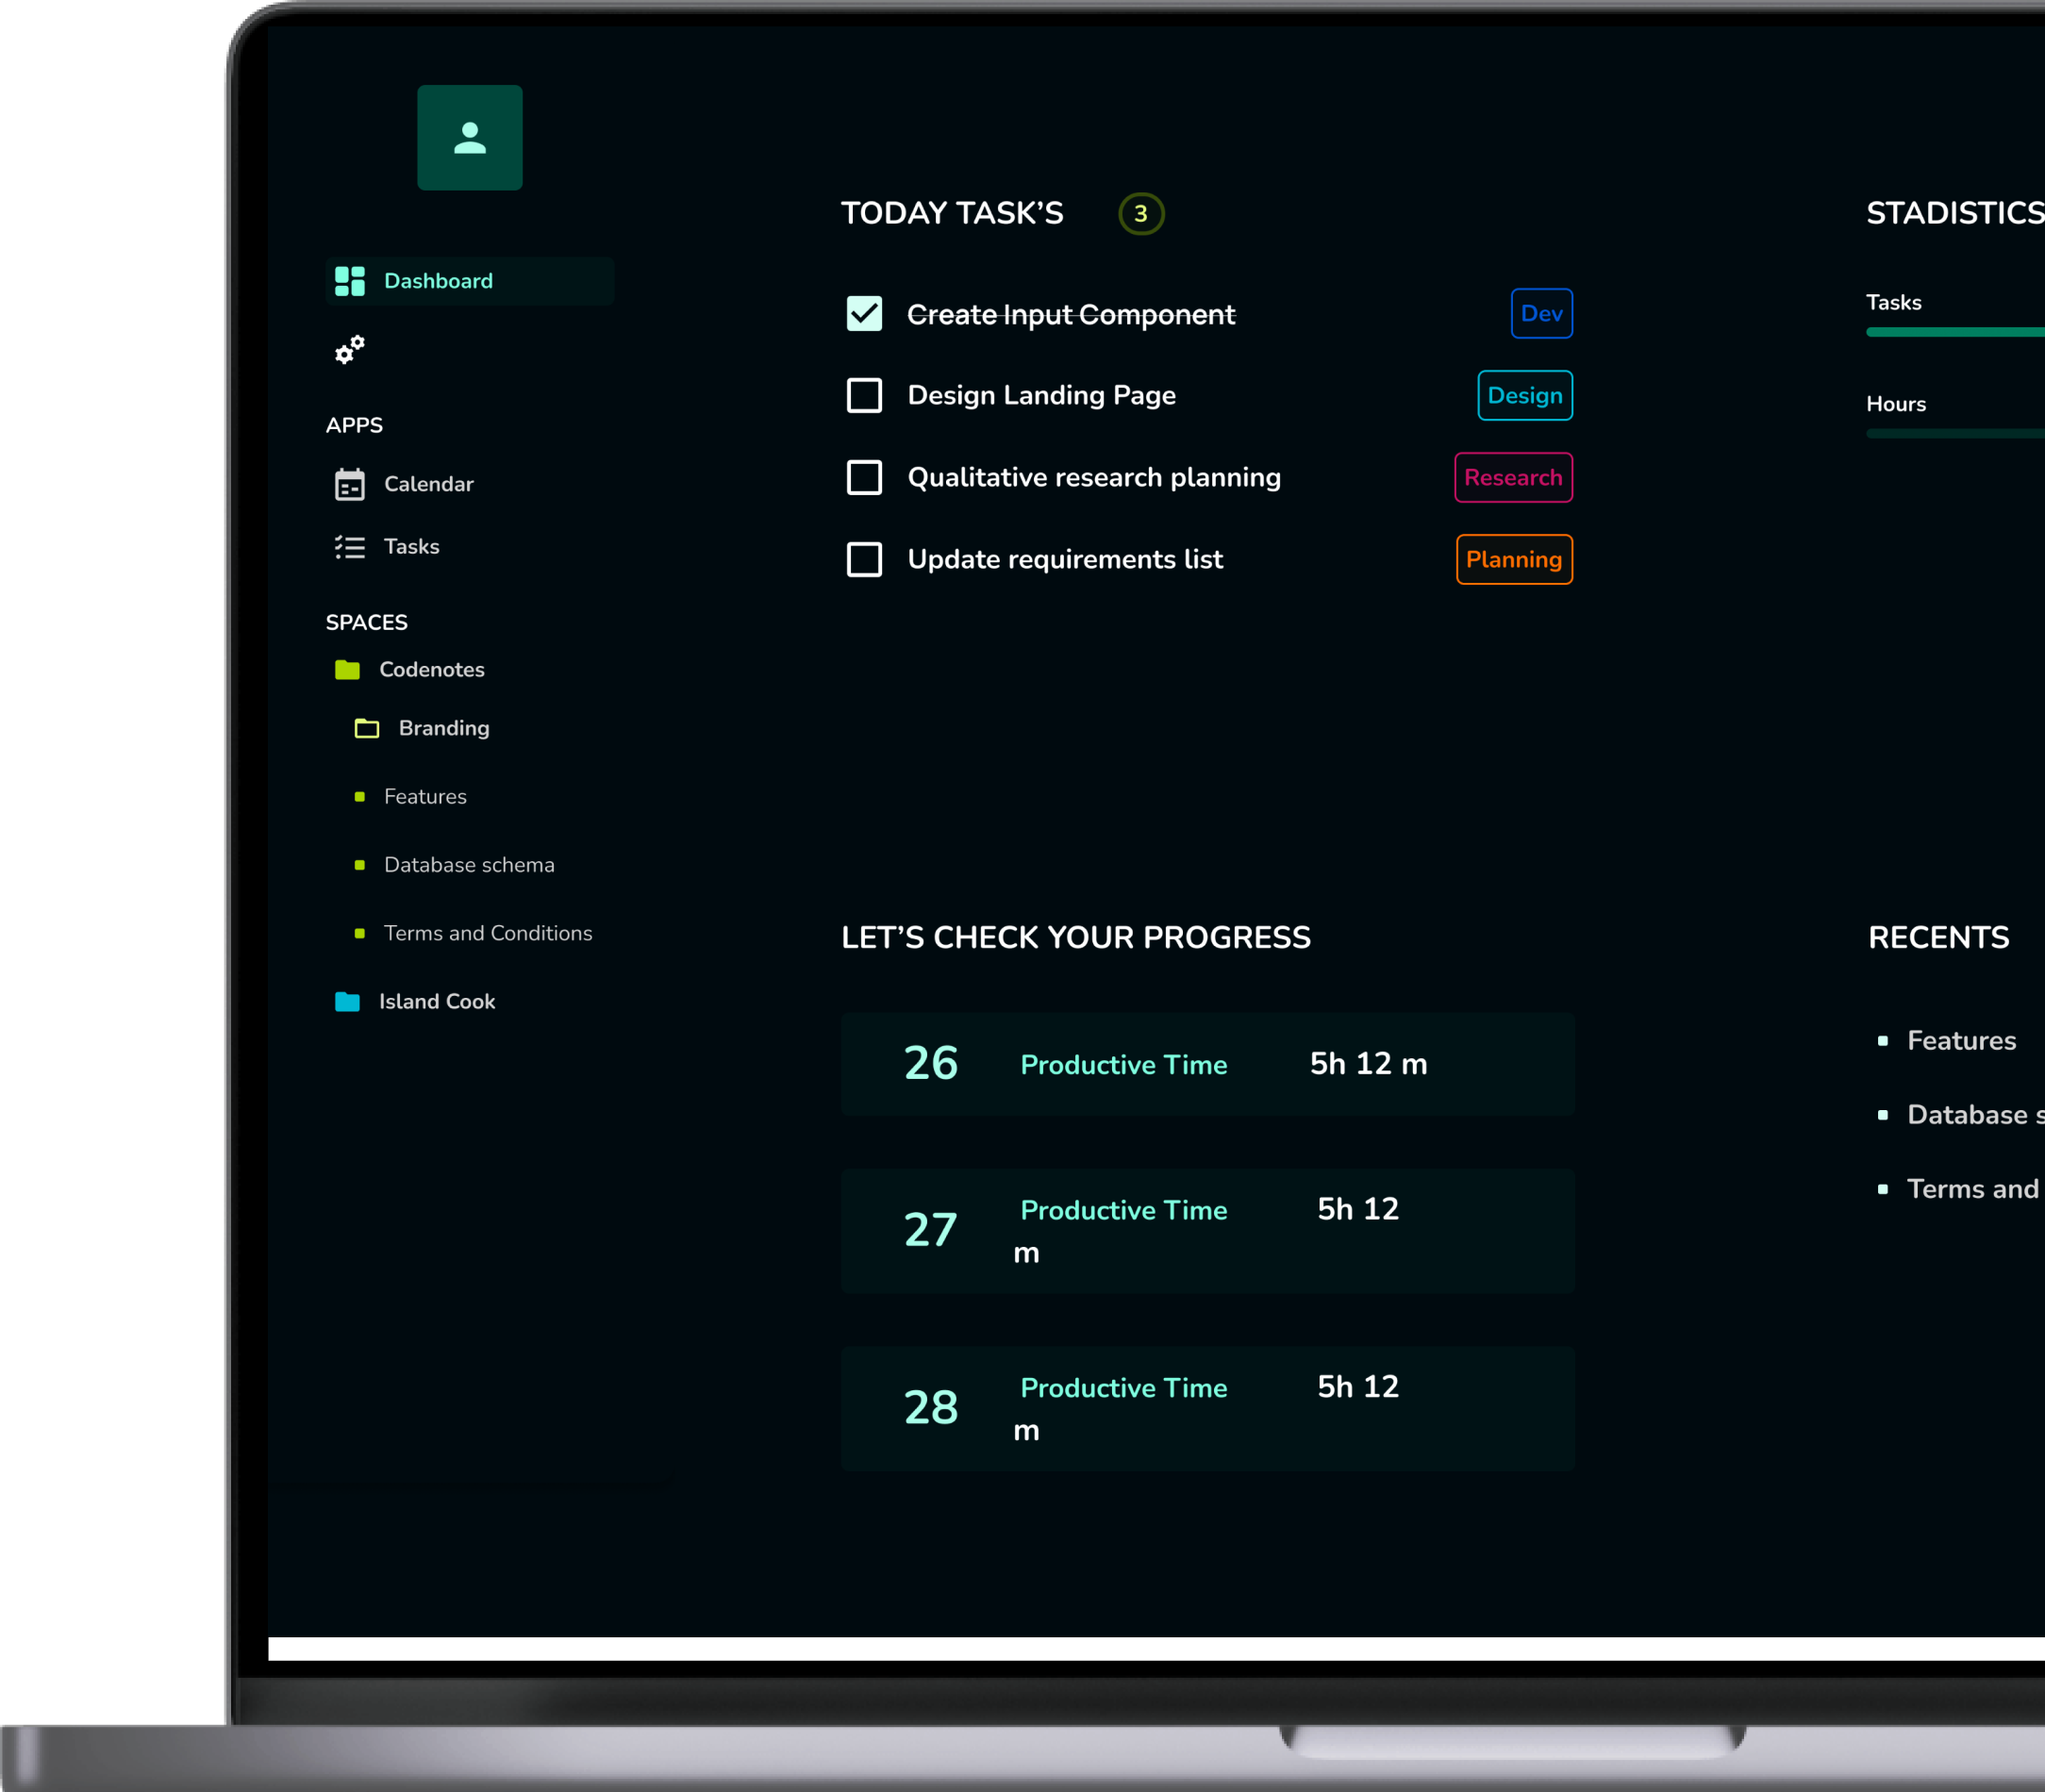 Dashboard
APPS
Calendar
Tasks
SPACES
Codenotes
Branding
Features
Database schema
Terms and Conditions
Island Cook
TODAY TASK’S 3
Create Input Component Dev
Design Landing Page Design
Qualitative research planning Research
Update requirements list Planning
LET’S CHECK YOUR PROGRESS
26 Productive Time 5h 12 m
27 Productive Time 5h 12
m
28 Productive Time 5h 12
m
STADISTICS
Tasks
Hours
RECENTS
Features
Database s
Terms and